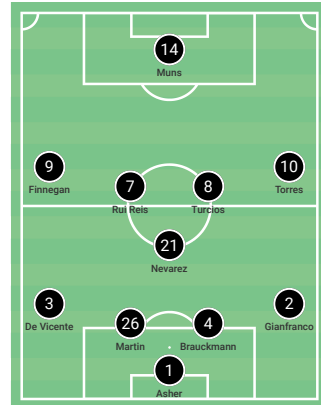 14
Muns
9
Finnegan
10
Torres
7
Rui Reis
8
Turcios
21
Nevarez
3
De Vicente
2
Gianfranco
26
Martin
4
Brauckmann
1
Asher